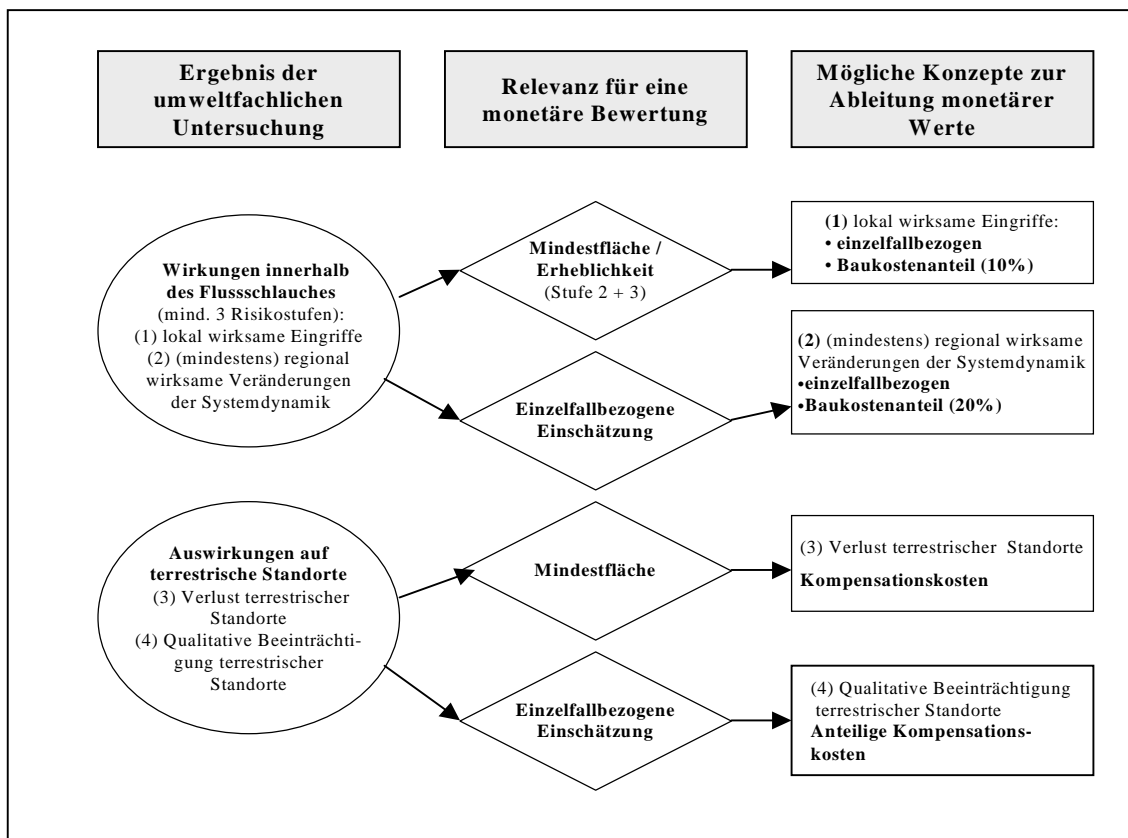 Ergebnis der
umweltfachlichen
Untersuchung
Relevanz für eine
monetäre Bewertung
Mögliche Konzepte zur
Ableitung monetärer
Werte
Wirkungen innerhalb
des Flussschlauches
(mind. 3 Risikostufen):
(1) lokal wirksame Eingriffe
(2) (mindestens) regional
wirksame Veränderungen
der Systemdynamik
Mindestfläche /
Erheblichkeit
(Stufe 2 + 3)
(1) lokal wirksame Eingriffe:
• einzelfallbezogen
• Baukostenanteil (10%)
Einzelfallbezogene
Einschätzung
(2) (mindestens) regional wirksame
Veränderungen der Systemdynamik
•einzelfallbezogen
•Baukostenanteil (20%)
Auswirkungen auf
terrestrische Standorte
(3) Verlust terrestrischer
Standorte
(4) Qualitative Beeinträchti-
gung terrestrischer
Standorte
Mindestfläche
(3) Verlust terrestrischer Standorte
Kompensationskosten
Einzelfallbezogene
Einschätzung
(4) Qualitative Beeinträchtigung
terrestrischer Standorte
Anteilige Kompensations-
kosten